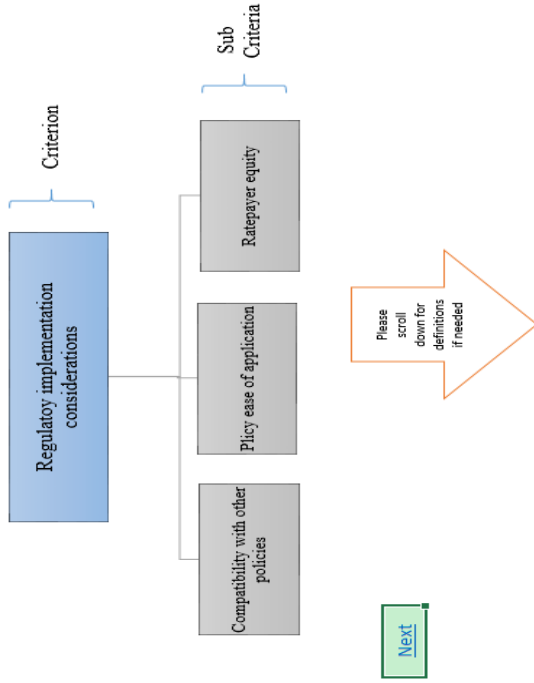 Regulatoy implementation
considerations
Criterion
Compatibility with other
policies
Plicy ease of application
Ratepayer equity
Sub
Criteria
Please
scroll
down for
definitions
if needed
Next